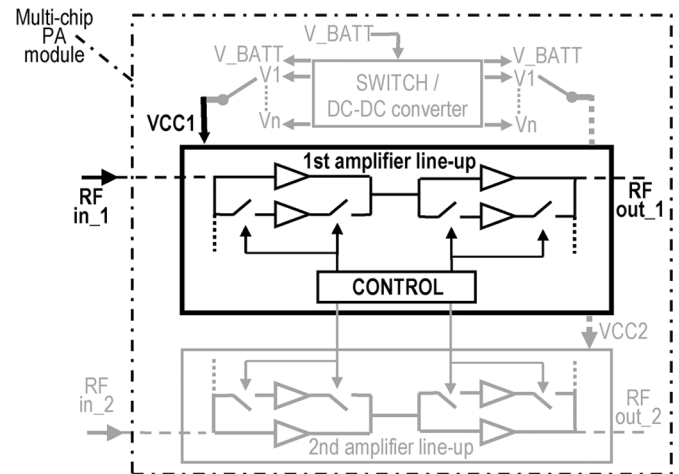 Multi-chip
PA
module
V_BATT
V_BATT
V1
Vn
SWITCH /
DC-DC converter
V_BATT
V1
Vn
VCC1
1st amplifier line-up
RF
in_1
RF
out_1
CONTROL
VCC2
RF
in_2
RF
out_2
2nd amplifier line-up